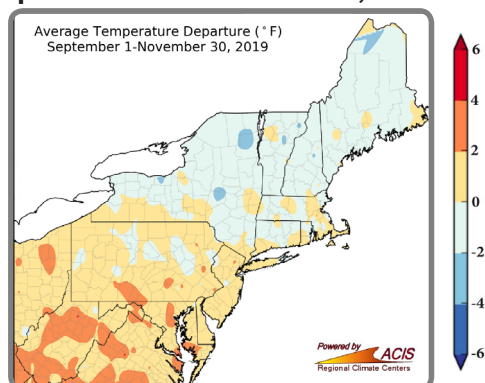 Average Temperature Departure (°F)
September 1-November 30, 2019
6
4
2
0
-2
-4
-6
Powered by
ACIS
Regional Climate Centers